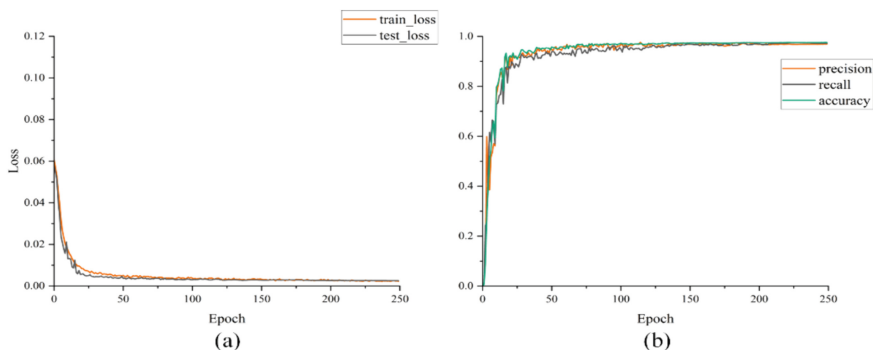 train_loss
test_loss
0.12
0.10
0.08
0.06
0.04
0.02
0.00
Loss
0 50 100 150 200 250
Epoch
(a)
1.0
0.8
0.6
0.4
0.2
0.0
precision
recall
accuracy
0 50 100 150 200 250
Epoch
(b)